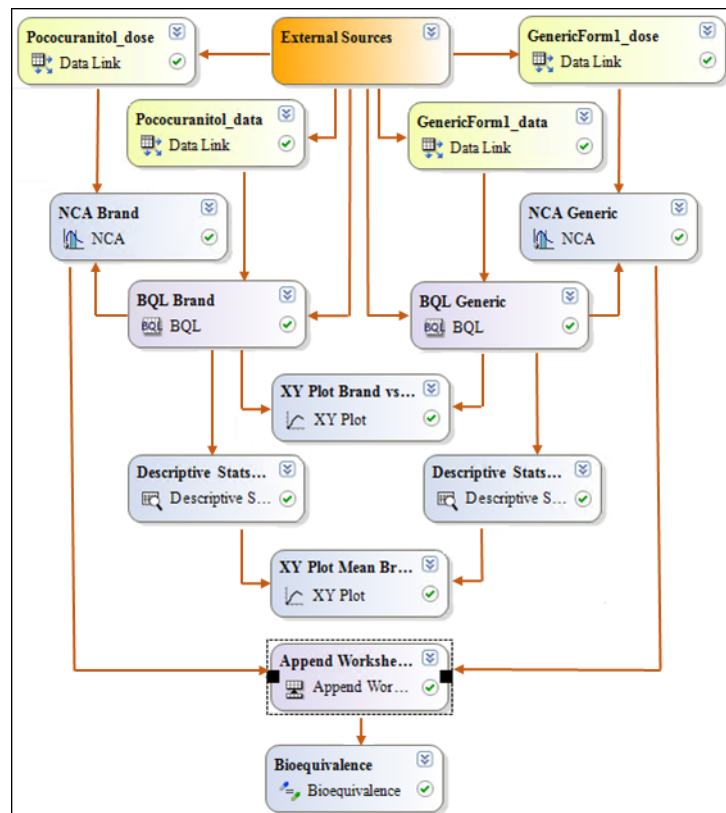 Pococuranitol_dose
Data Link
External Sources
GenericForm1_dose
Data Link
Pococuranitol_data
Data Link
GenericForm1_data
Data Link
NCA Brand
NCA
NCA Generic
NCA
BQL Brand
BQL BQL
BQL Generic
BQL BQL
XY Plot Brand vs...
XY Plot
Descriptive Stats...
Descriptive S...
Descriptive Stats...
Descriptive S...
XY Plot Mean Br...
XY Plot
Append Workshe...
Append Wor...
Bioequivalence
Bioequivalence